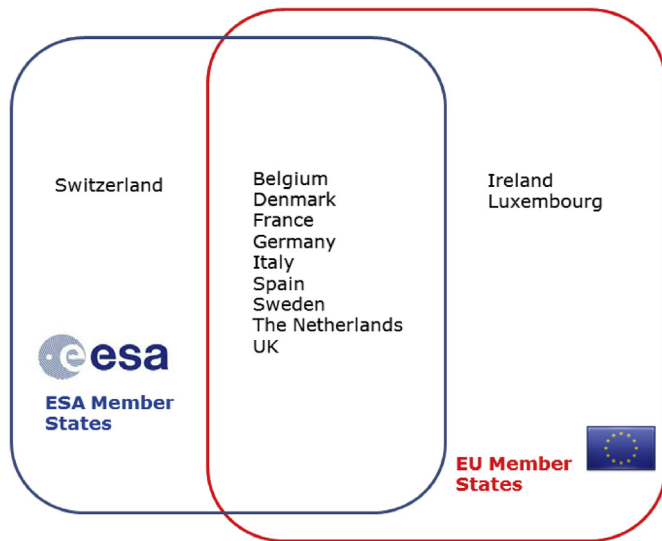 Switzerland
Belgium
Denmark
France
Germany
Italy
Spain
Sweden
The Netherlands
UK
Ireland
Luxembourg
esa
ESA Member
States
EU Member
States